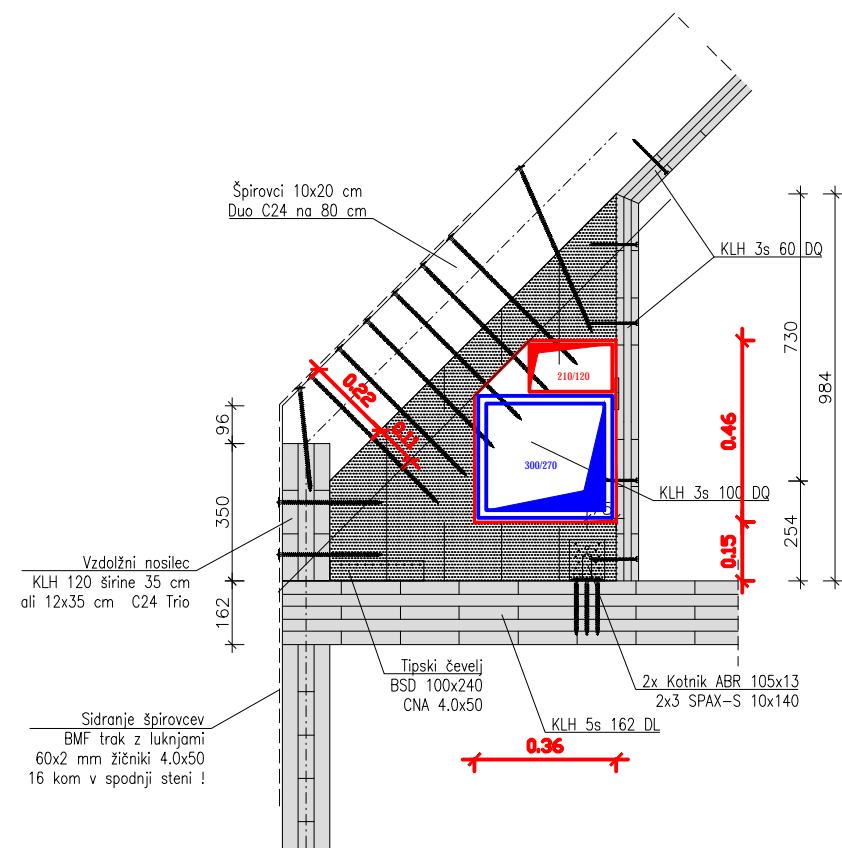 Špirovci 10x20 cm
Duo C24 na 80 cm
KLH 3s 60 DQ
730
984
210/120
0.22
0.11
96
0.46
300/270
KLH 3s 100 DQ
350
254
0.15
Vzdolžni nosilec
KLH 120 širine 35 cm
ali 12x35 cm C24 Trio
162
Tipski čevelj
BSD 100x240
CNA 4.0x50
2x Kotnik ABR 105x13
2x3 SPAX-S 10x140
Sidranje špirovcev
BMF trak z luknjami
60x2 mm žičniki 4.0x50
16 kom v spodnji steni !
KLH 5s 162 DL
0.36